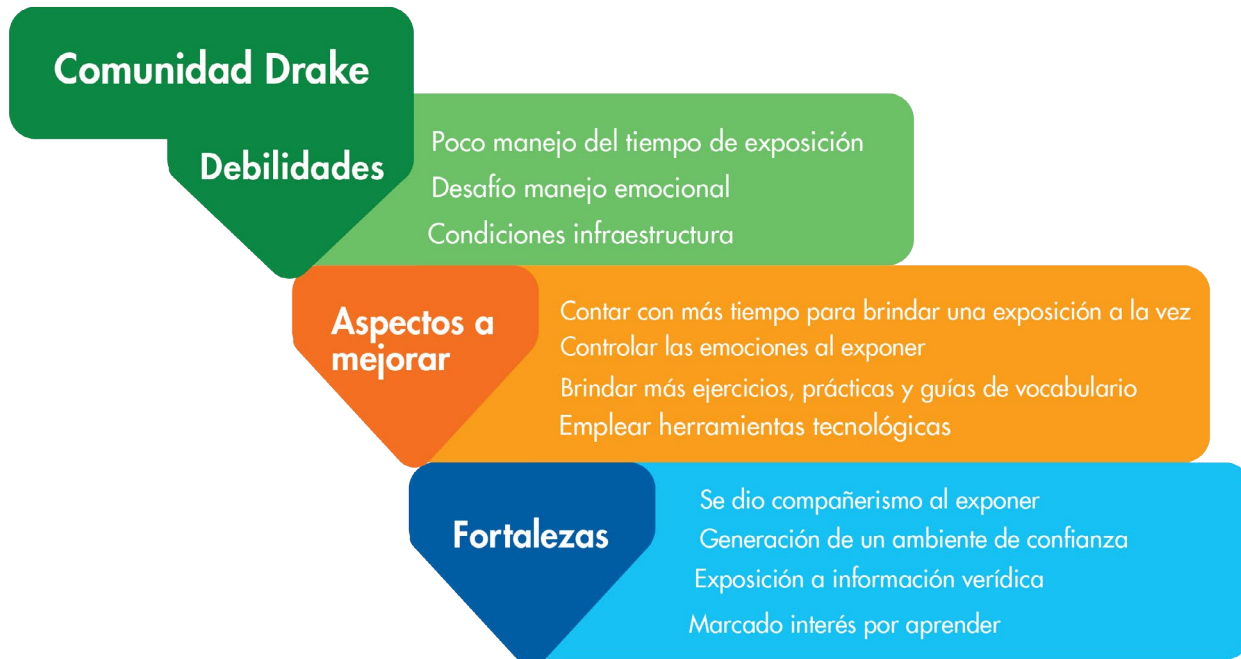 Comunidad Drake
Debilidades
Poco manejo del tiempo de exposición
Desafío manejo emocional
Condiciones infraestructura
Aspectos a
mejorar
Contar con más tiempo para brindar una exposición a la vez
Controlar las emociones al exponer
Brindar más ejercicios, prácticas y guías de vocabulario
Emplear herramientas tecnológicas
Fortalezas
Se dio compañerismo al exponer
Generación de un ambiente de confianza
Exposición a información verídica
Marcado interés por aprender